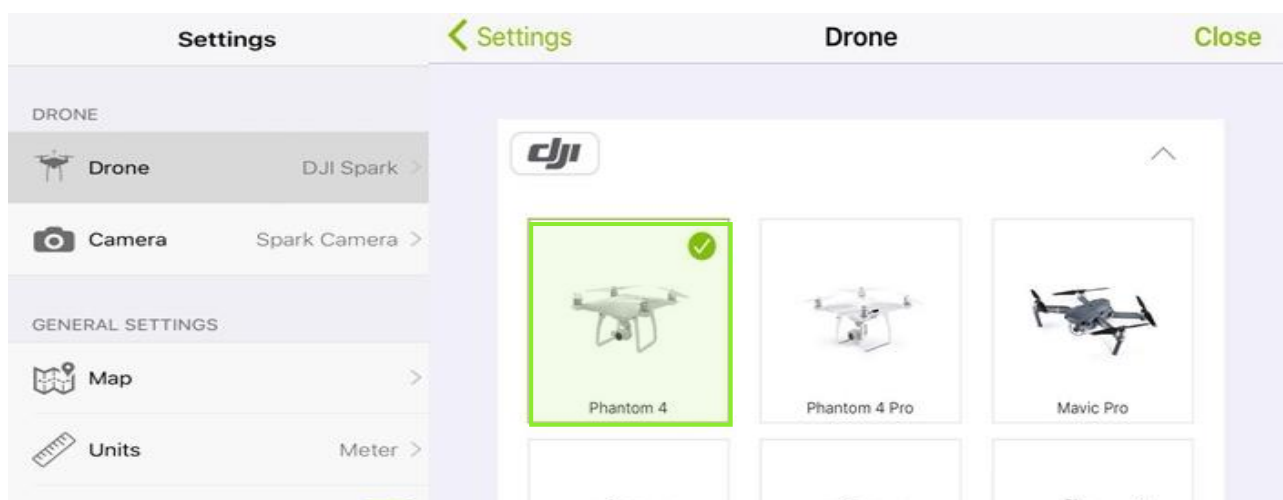 Settings
DRONE
Drone DJI Spark
Camera Spark Camera
GENERAL SETTINGS
Map
Units Meter
Settings Drone Close
dji
Phantom 4 Phantom 4 Pro Mavic Pro